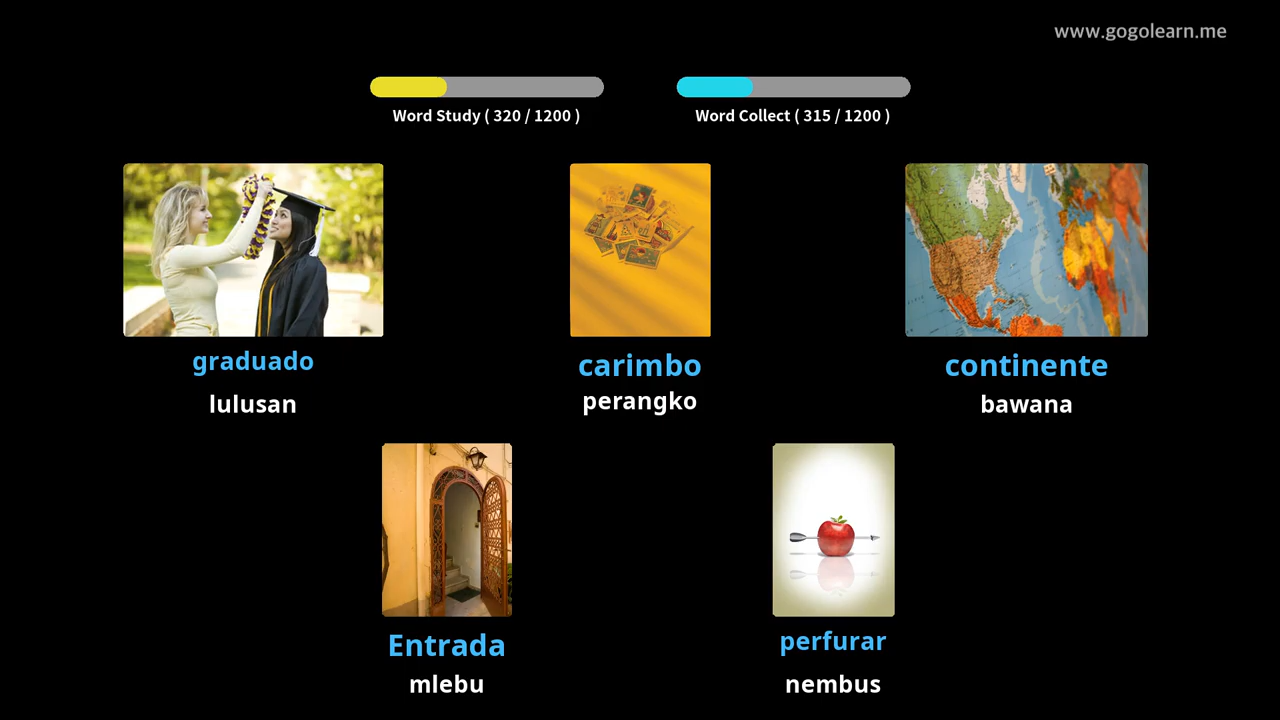 www.gogolearn.me
Word Study ( 320 / 1200 )
Word Collect ( 315 / 1200 )
graduado
lulusan
carimbo
perangko
continente
bawana
Entrada
mlebu
perfurar
nembus